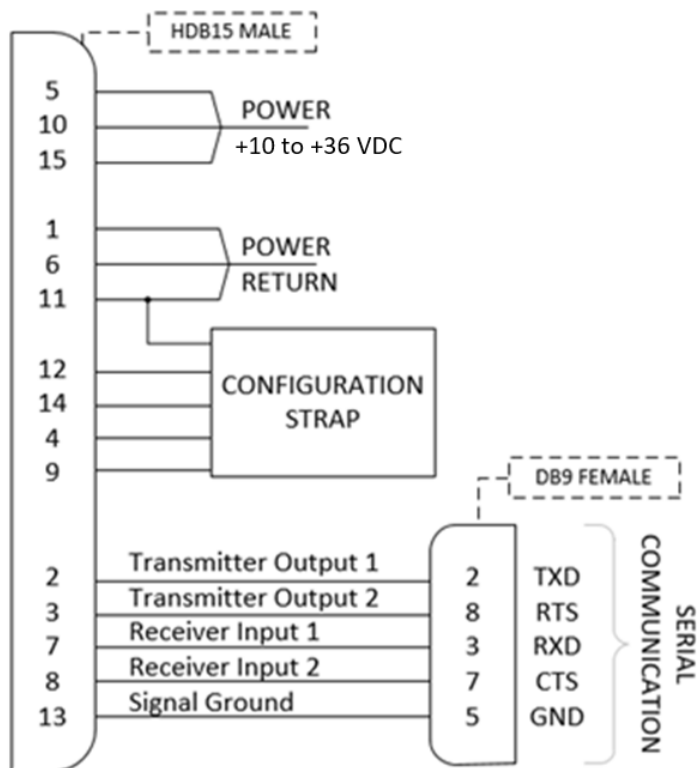 HDB15 MALE
5
POWER
10
+10 to +36 VDC
15
1
POWER
6
RETURN
11
12
CONFIGURATION
14
STRAP
4
9
DB9 FEMALE
2 Transmitter Output 1 2 TXD
3 Transmitter Output 2 8 RTS
7 Receiver Input 1 3 RXD
8 Receiver Input 2 7 CTS
13 Signal Ground 5 GND
SERIAL
COMMUNICATION